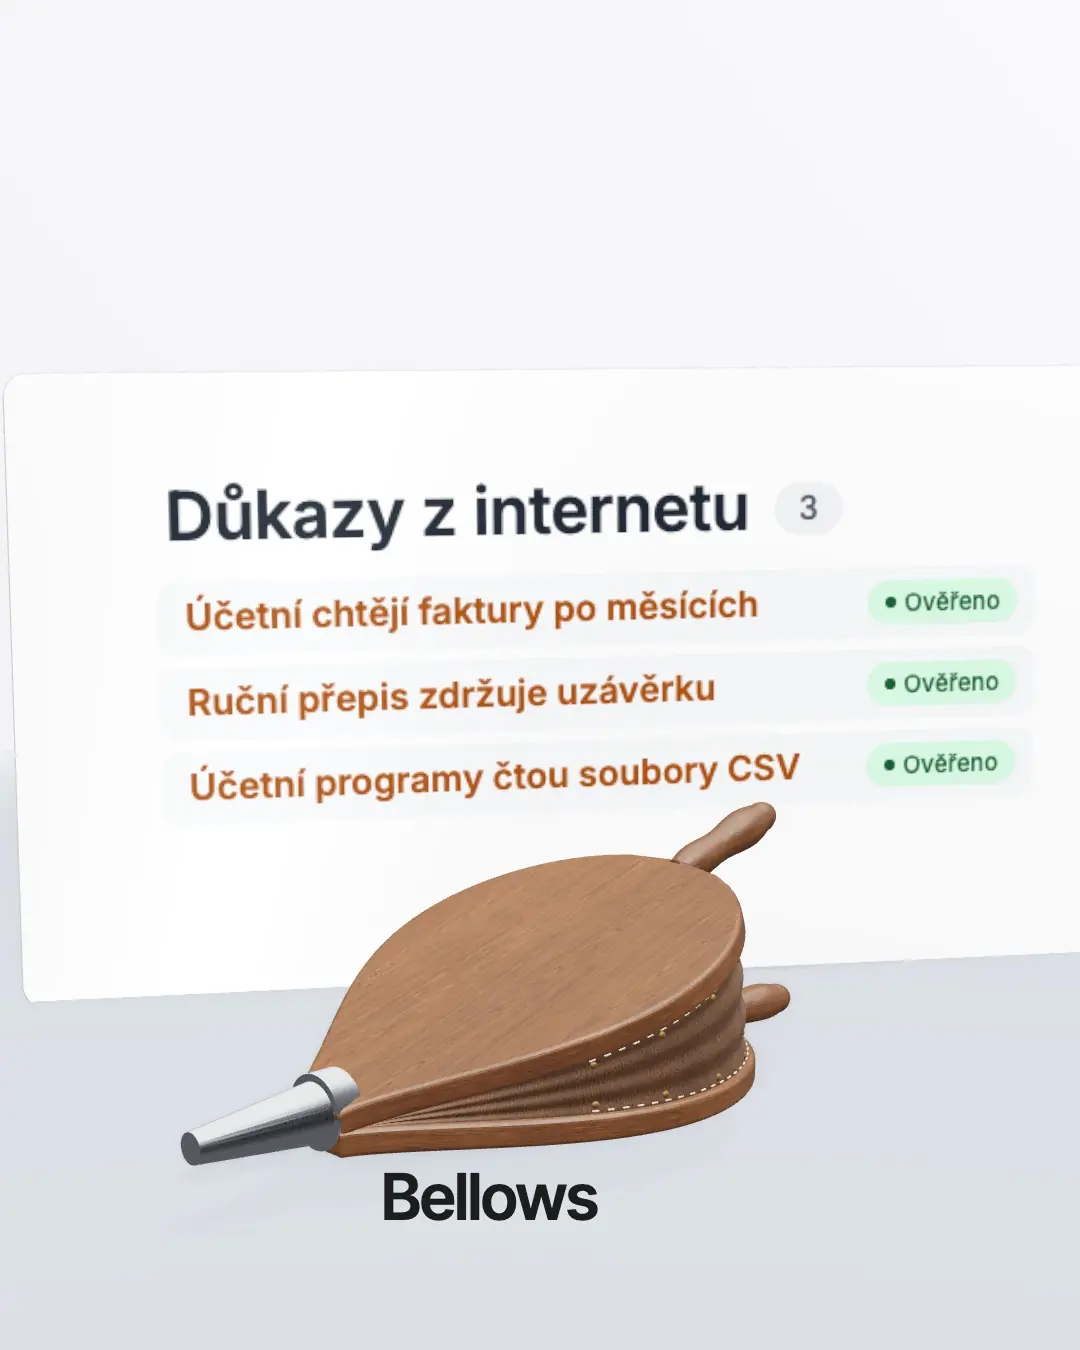 Důkazy z internetu 3
Účetní chtějí faktury po měsících Ověřeno
Ruční přepis zdržuje uzávěrku Ověřeno
Účetní programy čtou soubory CSV Ověřeno
Bellows